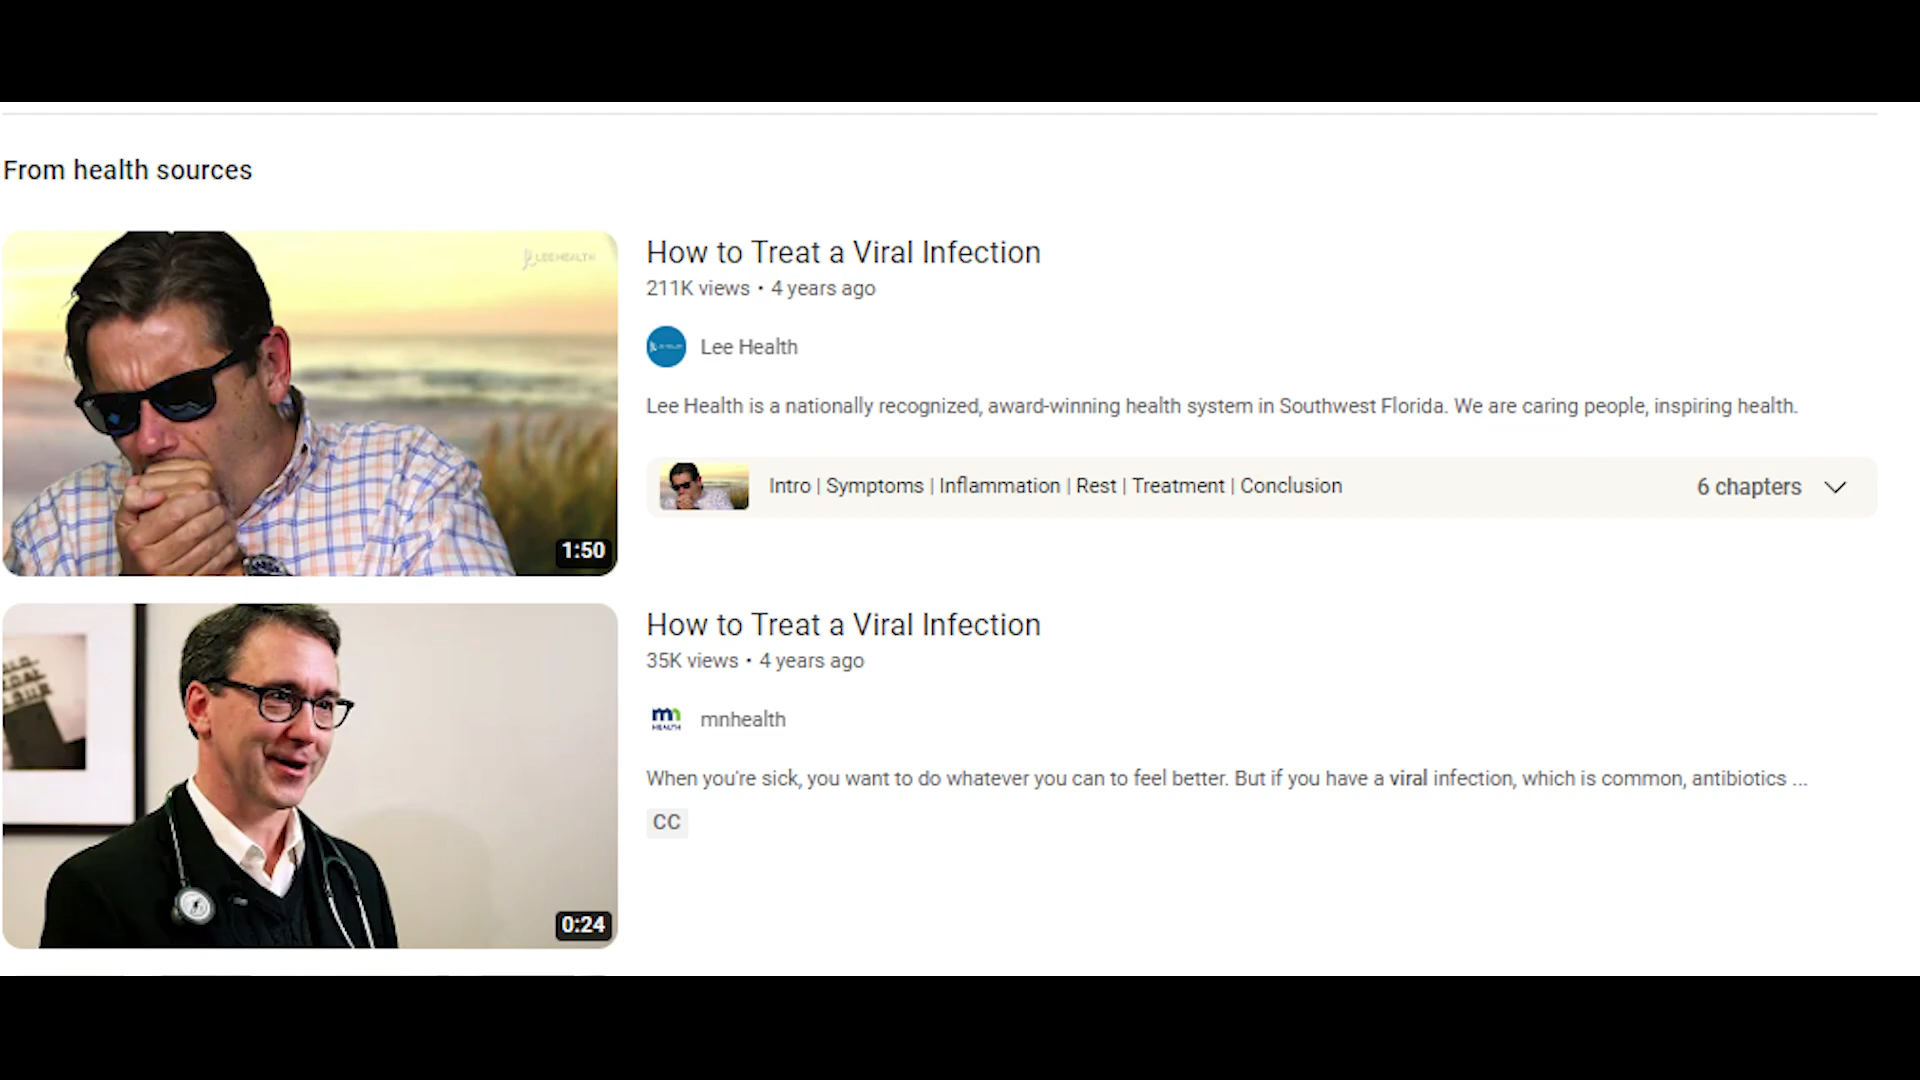 From health sources
LEE HEALTH
1:50
How to Treat a Viral Infection
211K views • 4 years ago
Lee Health
Lee Health is a nationally recognized, award-winning health system in Southwest Florida. We are caring people, inspiring health.
Intro | Symptoms | Inflammation | Rest | Treatment | Conclusion
6 chapters
0:24
How to Treat a Viral Infection
35K views • 4 years ago
mn
HEALTH
mnhealth
When you're sick, you want to do whatever you can to feel better. But if you have a viral infection, which is common, antibiotics ...
CC